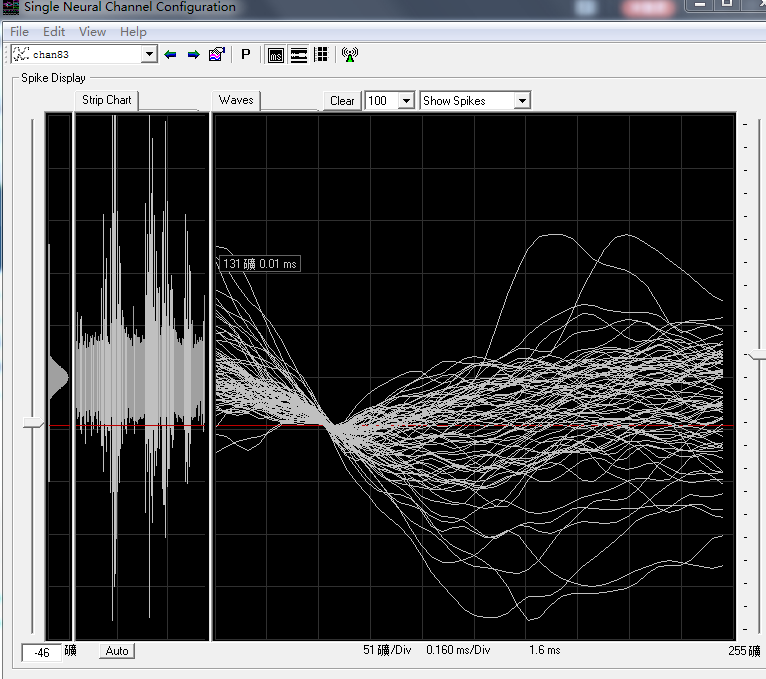 Single Neural Channel Configuration
File Edit View Help
chan83
P
Spike Display
Strip Chart
Waves
Clear
100
Show Spikes
131 礦 0.01 ms
-46 礦
Auto
51 礦/Div 0.160 ms/Div 1.6 ms
255 礦